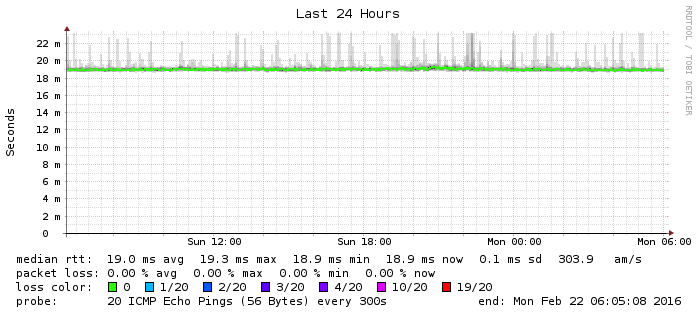 Last 24 Hours
RRDTOOL / TOBI OETIKER
Seconds
22 m
20 m
18 m
16 m
14 m
12 m
10 m
8 m
6 m
4 m
2 m
0
Sun 12:00 Sun 18:00 Mon 00:00 Mon 06:00
median rtt: 19.0 ms avg 19.3 ms max 18.9 ms min 18.9 ms now 0.1 ms sd 303.9 am/s
packet loss: 0.00 % avg 0.00 % max 0.00 % min 0.00 % now
loss color: 0 1/20 2/20 3/20 4/20 10/20 19/20
probe: 20 ICMP Echo Pings (56 Bytes) every 300s end: Mon Feb 22 06:05:08 2016